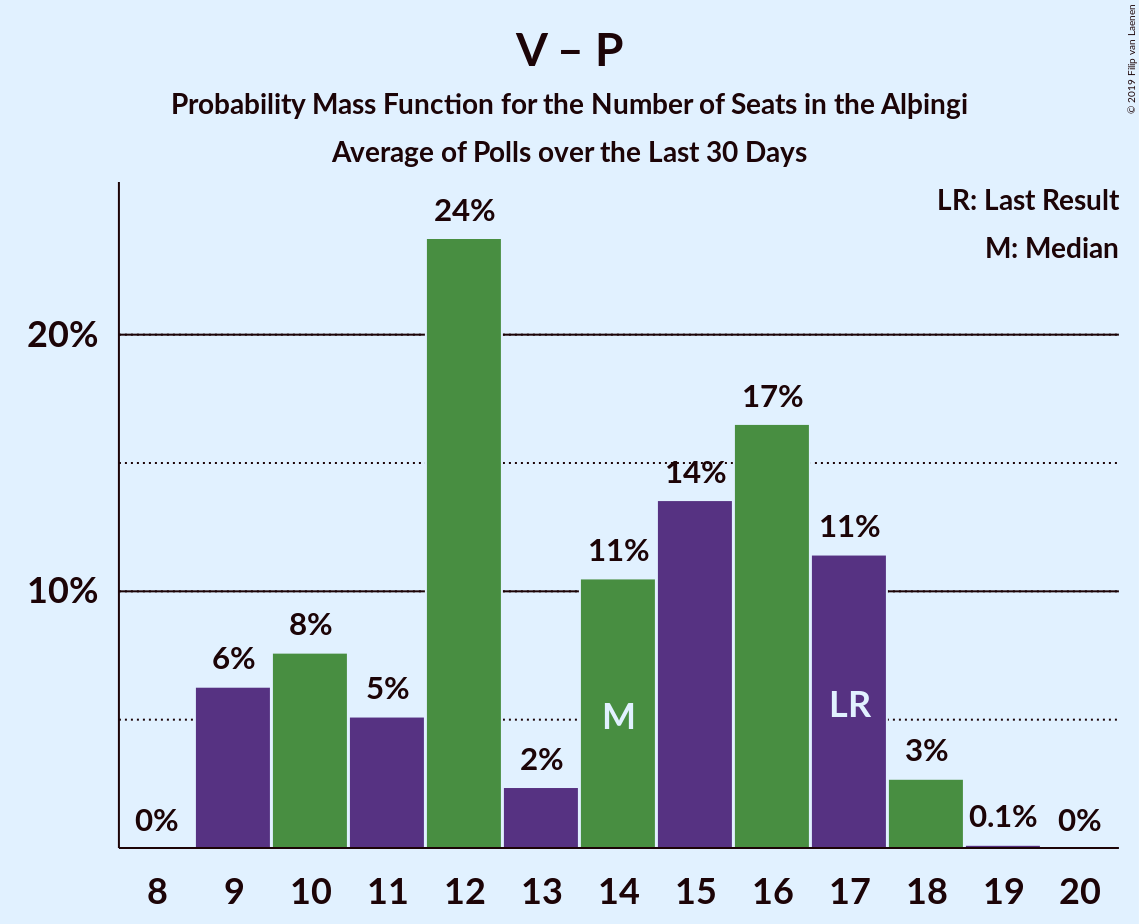 V – P
Probability Mass Function for the Number of Seats in the Alþingi
Average of Polls over the Last 30 Days
© 2019 Filip van Laenen
LR: Last Result
M: Median
24%
20%
17%
14%
11%
11%
10%
8%
6%
5%
M
LR
2%
3%
0%
0.1%
0%
8 9 10 11 12 13 14 15 16 17 18 19 20